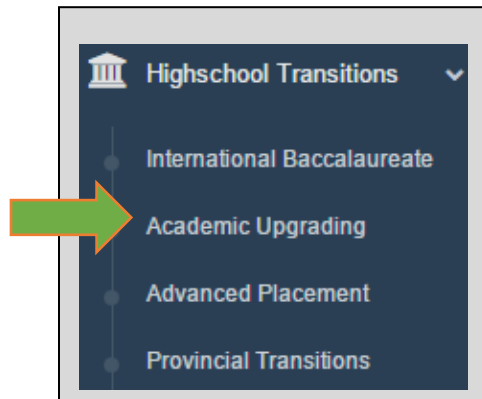 Highschool Transitions
International Baccalaureate
Academic Upgrading
Advanced Placement
Provincial Transitions